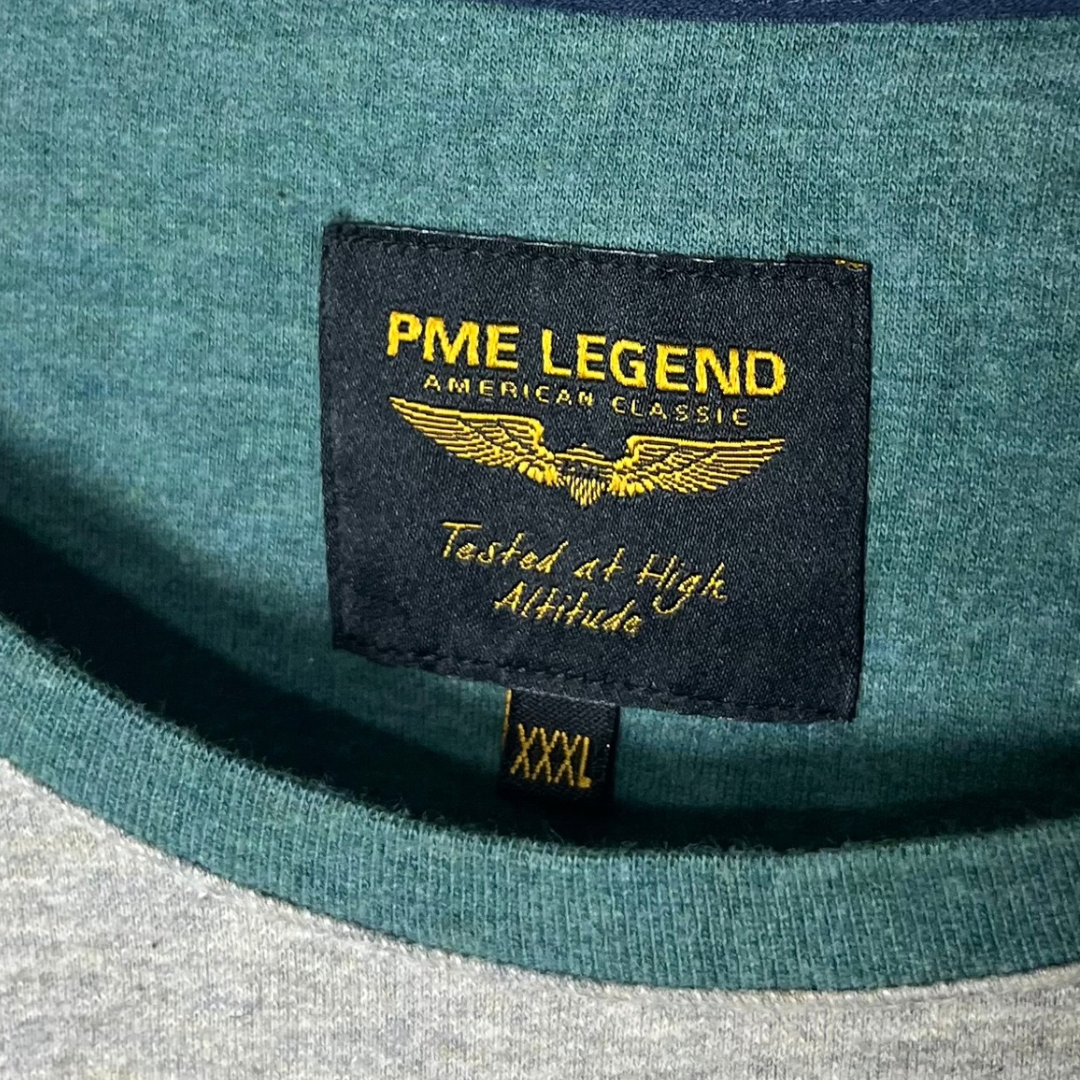 PME LEGEND
AMERICAN CLASSIC
Tested at High
Altitude
XXXL